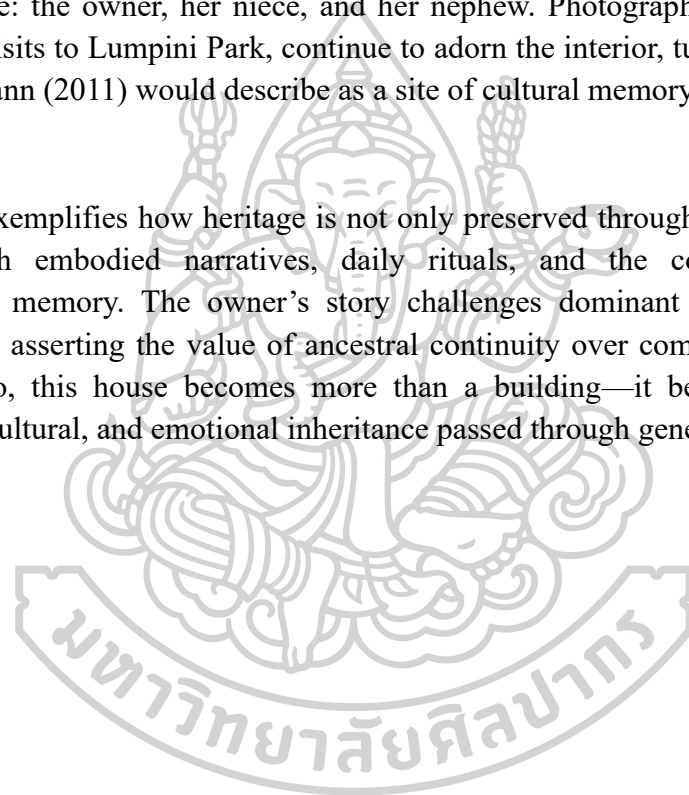 e: the owner, her niece, and her nephew. Photograph
isits to Lumpini Park, continue to adorn the interior, tu
ann (2011) would describe as a site of cultural memory
xemplifies how heritage is not only preserved through
h embodied narratives, daily rituals, and the co
memory. The owner’s story challenges dominant
asserting the value of ancestral continuity over com
o, this house becomes more than a building—it be
ultural, and emotional inheritance passed through gene
มหาวิทยาลัยศิลปากร